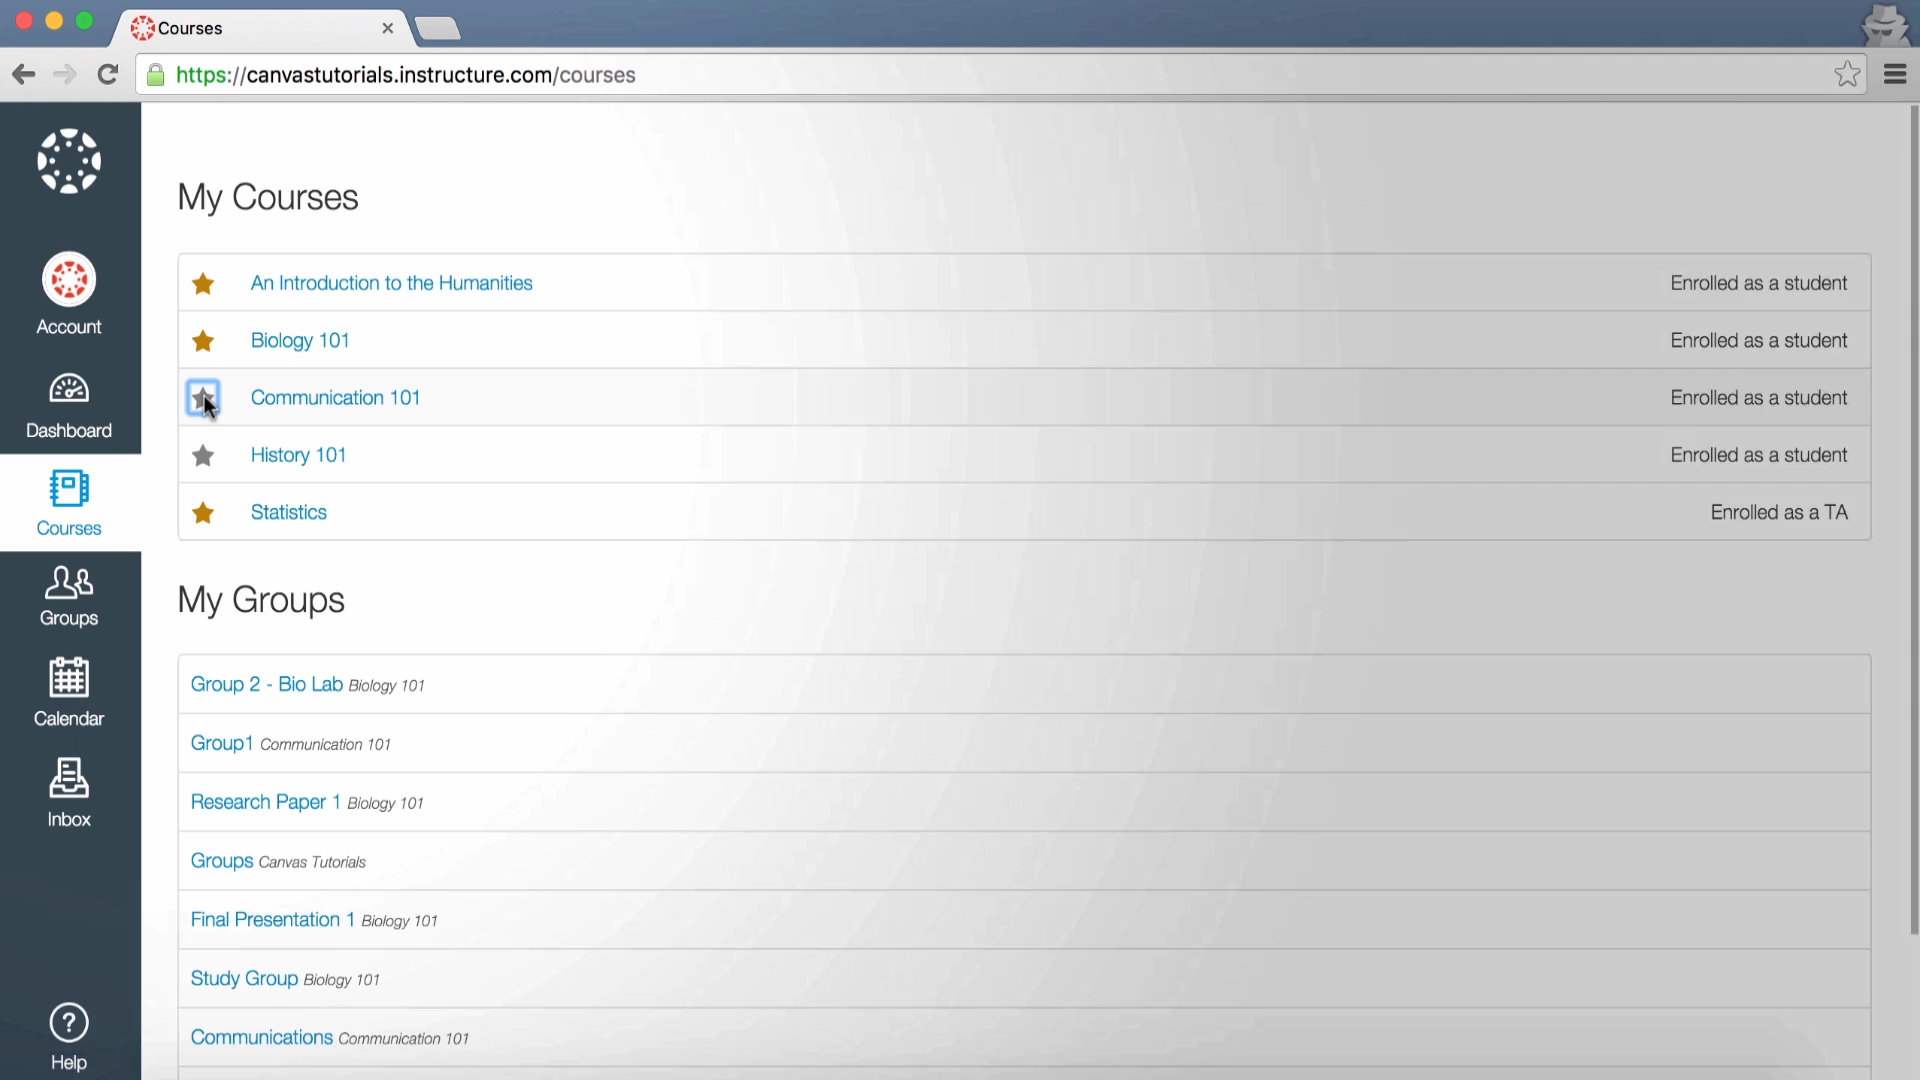 Courses
https://canvastutorials.instructure.com/courses
Account
Dashboard
Courses
Groups
Calendar
Inbox
Help
My Courses
An Introduction to the Humanities Enrolled as a student
Biology 101 Enrolled as a student
Communication 101 Enrolled as a student
History 101 Enrolled as a student
Statistics Enrolled as a TA
My Groups
Group 2 - Bio Lab Biology 101
Group1 Communication 101
Research Paper 1 Biology 101
Groups Canvas Tutorials
Final Presentation 1 Biology 101
Study Group Biology 101
Communications Communication 101